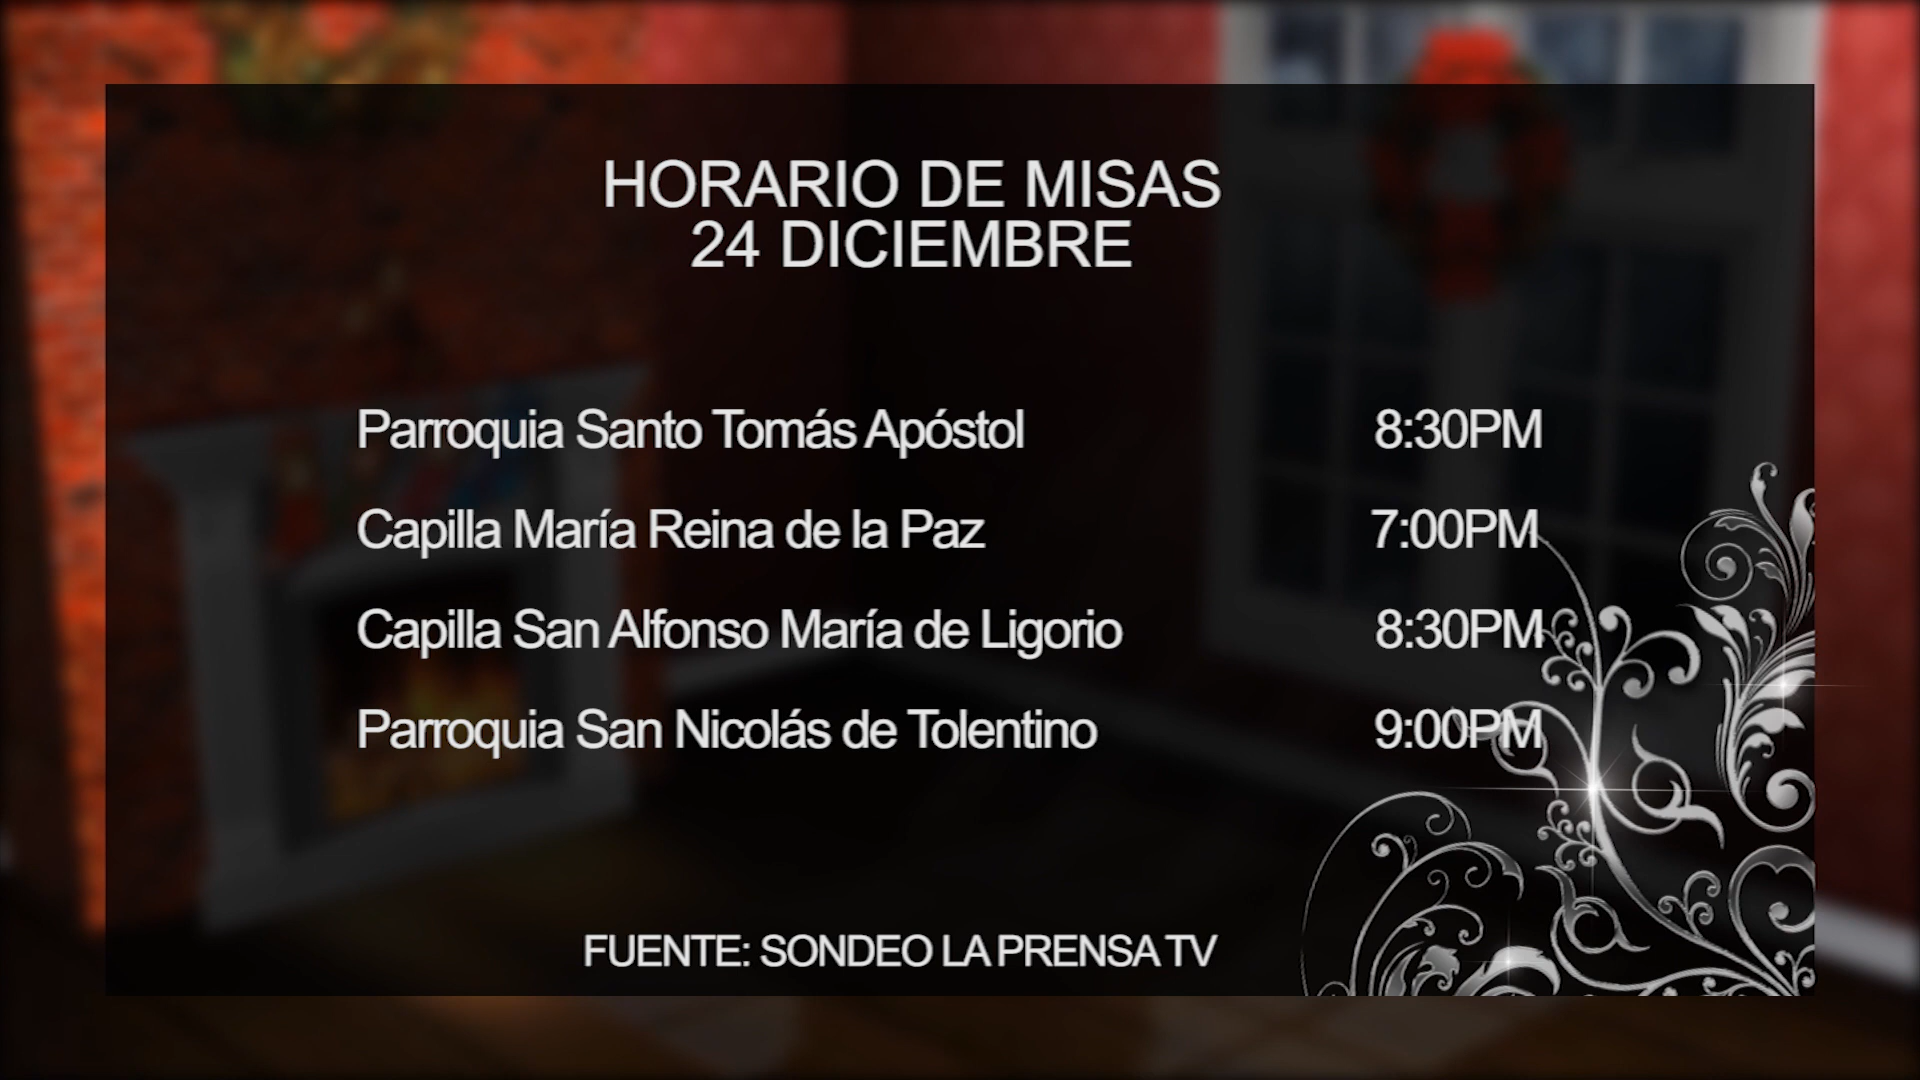 HORARIO DE MISAS
24 DICIEMBRE
Parroquia Santo Tomás Apóstol 8:30PM
Capilla María Reina de la Paz 7:00PM
Capilla San Alfonso María de Ligorio 8:30PM
Parroquia San Nicolás de Tolentino 9:00PM
FUENTE: SONDEO LA PRENSA TV